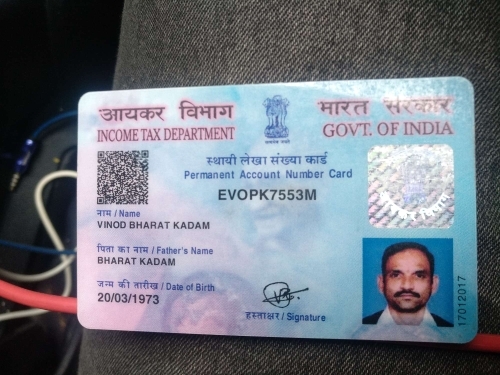 आयकर विभाग
INCOME TAX DEPARTMENT
भारत सरकार
GOVT. OF INDIA
स्थायी लेखा संख्या कार्ड
Permanent Account Number Card
EVOPK7553M
नाम / Name
VINOD BHARAT KADAM
पिता का नाम / Father's Name
BHARAT KADAM
जन्म की तारीख / Date of Birth
20/03/1973
हस्ताक्षर / Signature
17012017